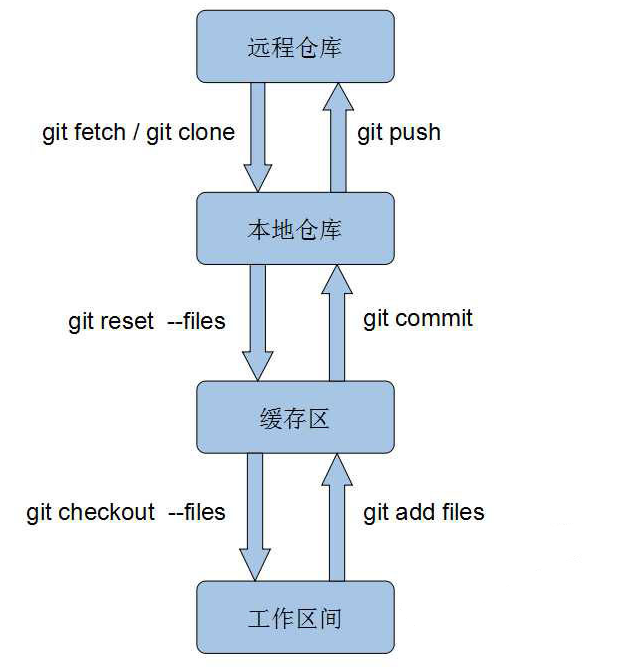 远程仓库
git fetch / git clone
git push
本地仓库
git reset --files
git commit
缓存区
git checkout --files
git add files
工作区间